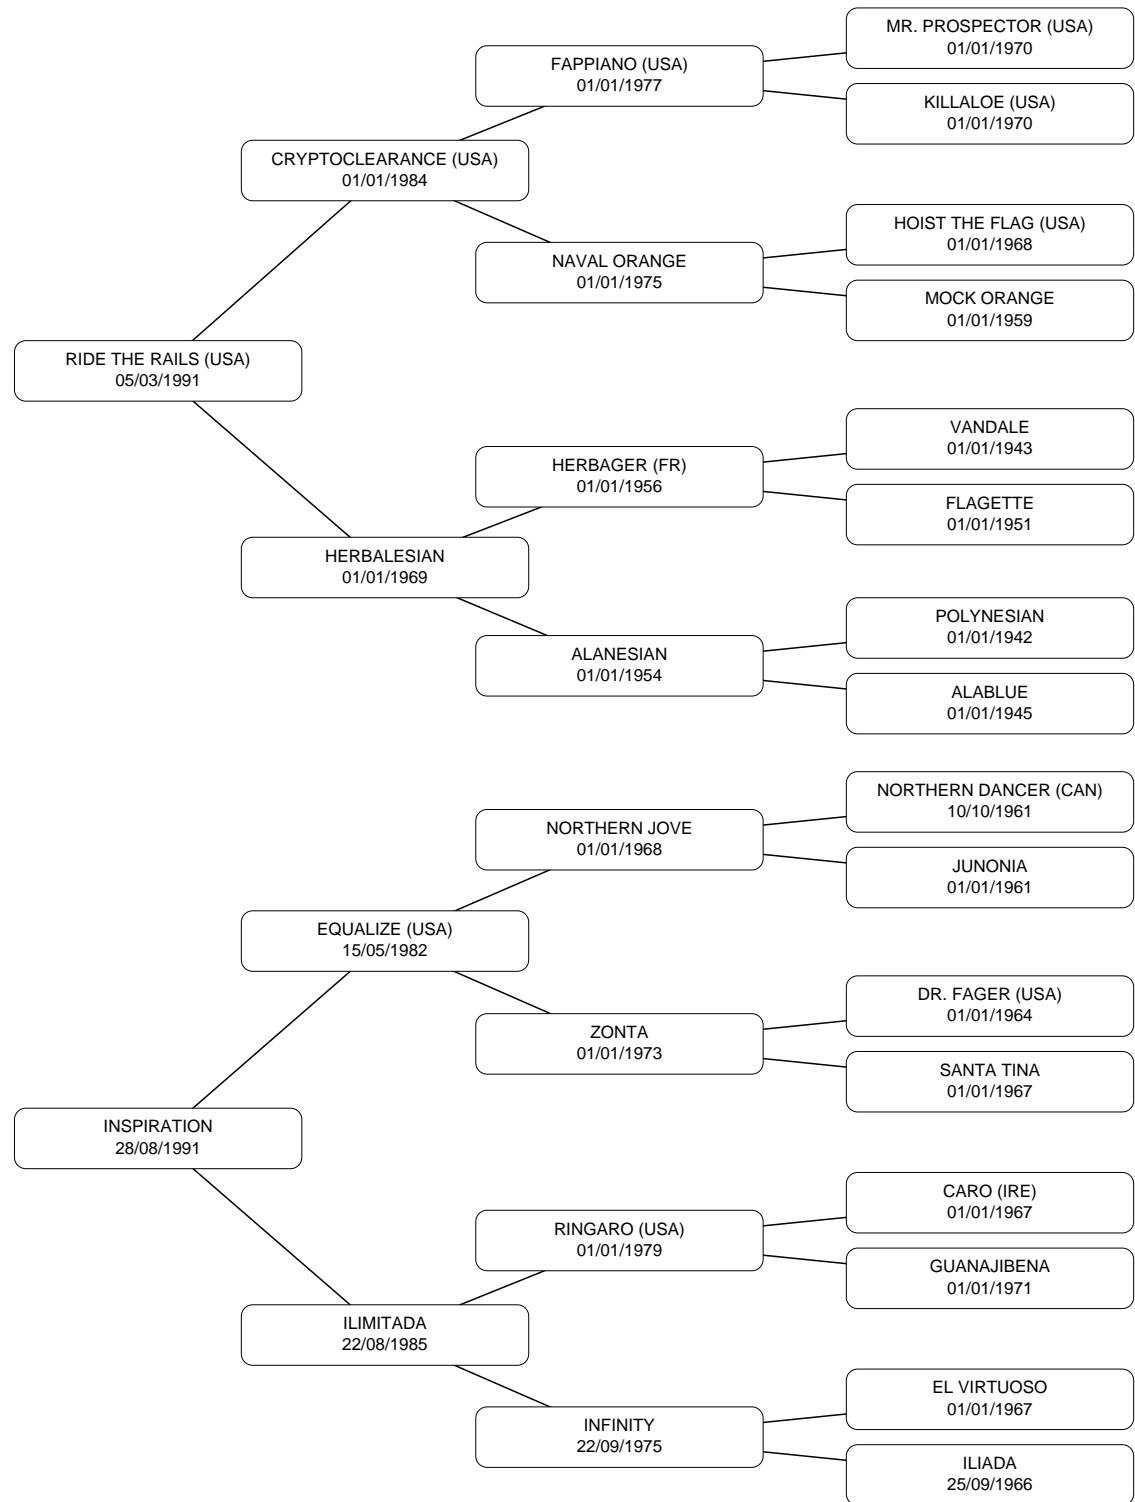 MR. PROSPECTOR (USA)
01/01/1970
FAPPIANO (USA)
01/01/1977
KILLALOE (USA)
01/01/1970
CRYPTOCLEARANCE (USA)
01/01/1984
HOIST THE FLAG (USA)
01/01/1968
NAVAL ORANGE
01/01/1975
MOCK ORANGE
01/01/1959
RIDE THE RAILS (USA)
05/03/1991
VANDALE
01/01/1943
HERBAGER (FR)
01/01/1956
FLAGETTE
01/01/1951
HERBALESIAN
01/01/1969
POLYNESIAN
01/01/1942
ALANESIAN
01/01/1954
ALABLUE
01/01/1945
NORTHERN DANCER (CAN)
10/10/1961
NORTHERN JOVE
01/01/1968
JUNONIA
01/01/1961
EQUALIZE (USA)
15/05/1982
DR. FAGER (USA)
01/01/1964
ZONTA
01/01/1973
SANTA TINA
01/01/1967
INSPIRATION
28/08/1991
CARO (IRE)
01/01/1967
RINGARO (USA)
01/01/1979
GUANAJIBENA
01/01/1971
ILIMITADA
22/08/1985
EL VIRTUOSO
01/01/1967
INFINITY
22/09/1975
ILIADA
25/09/1966